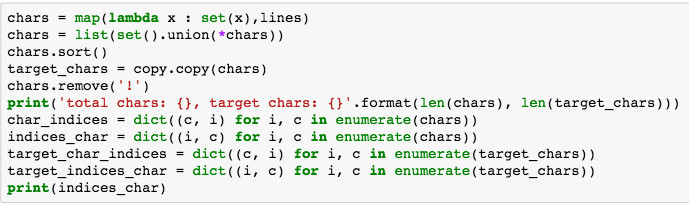 chars = map(lambda x : set(x),lines)
chars = list(set().union(*chars))
chars.sort()
target_chars = copy.copy(chars)
chars.remove('!')
print('total chars: {}, target chars: {}'.format(len(chars), len(target_chars)))
char_indices = dict((c, i) for i, c in enumerate(chars))
indices_char = dict((i, c) for i, c in enumerate(chars))
target_char_indices = dict((c, i) for i, c in enumerate(target_chars))
target_indices_char = dict((i, c) for i, c in enumerate(target_chars))
print(indices_char)